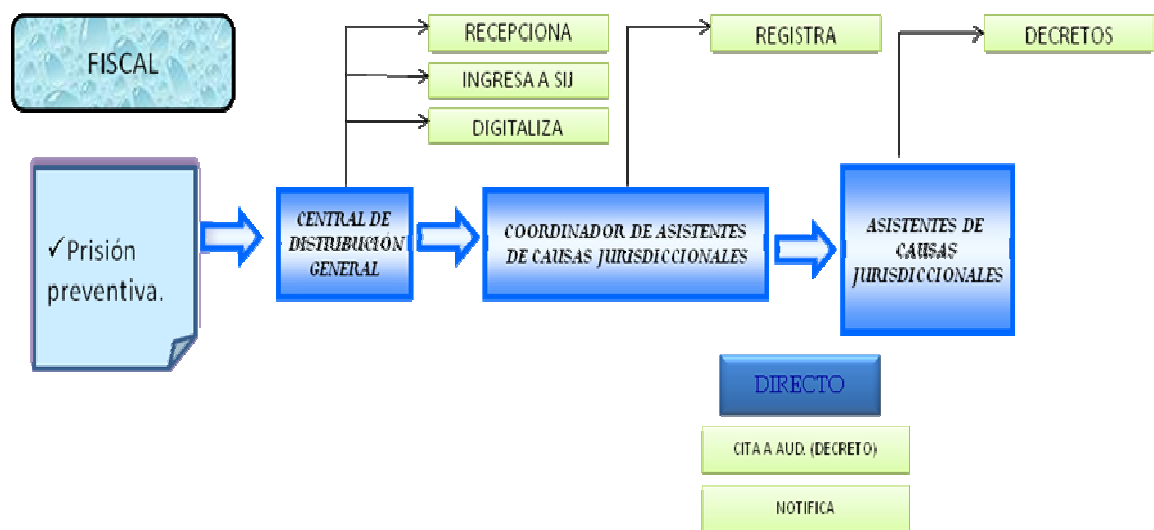 FISCAL
RECEPCIONA
INGRESA A SIJ
DIGITALIZA
REGISTRA
DECRETOS
✓Prisión
preventiva.
CENTRAL DE
DISTRIBUCIÓN
GENERAL
COORDINADOR DE ASISTENTES
DE CAUSAS JURISDICCIONALES
ASISTENTES DE
CAUSAS
JURISDICCIONALES
DIRECTO
CITA A AUD. (DECRETO)
NOTIFICA